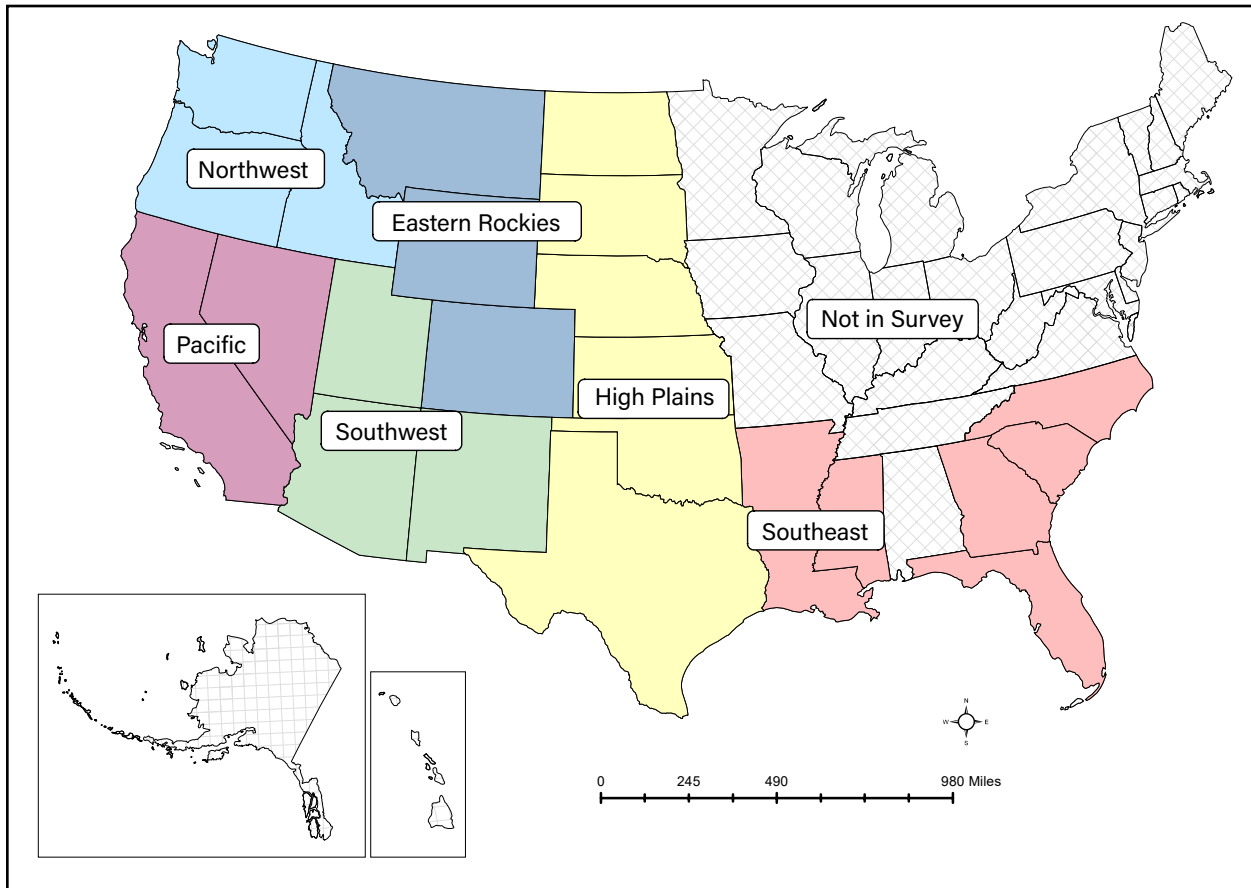 Northwest
Eastern Rockies
Not in Survey
Pacific
High Plains
Southwest
Southeast
N
W E
S
0 245 490 980 Miles